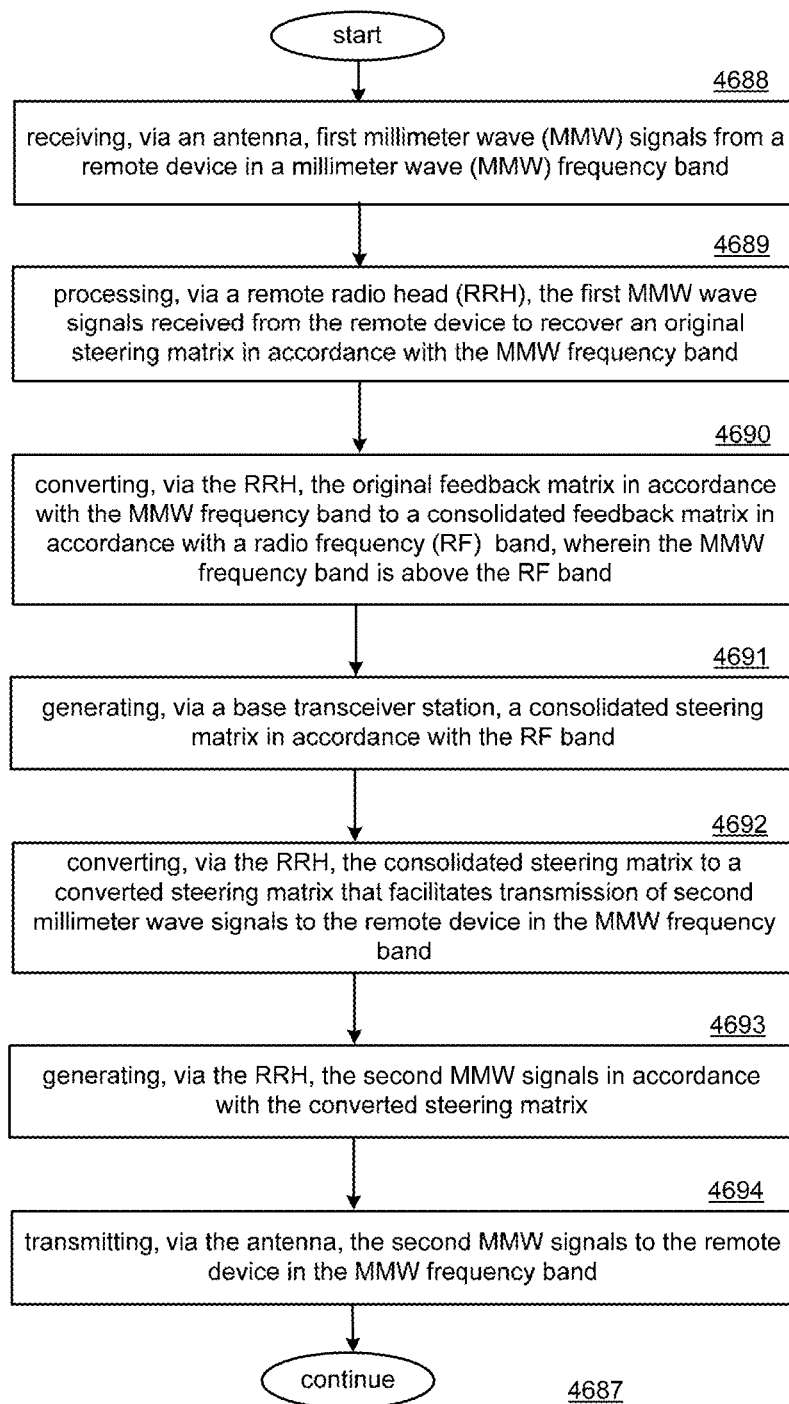 start
4688
receiving, via an antenna, first millimeter wave (MMW) signals from a
remote device in a millimeter wave (MMW) frequency band
4689
processing, via a remote radio head (RRH), the first MMW wave
signals received from the remote device to recover an original
steering matrix in accordance with the MMW frequency band
4690
converting, via the RRH, the original feedback matrix in accordance
with the MMW frequency band to a consolidated feedback matrix in
accordance with a radio frequency (RF) band, wherein the MMW
frequency band is above the RF band
4691
generating, via a base transceiver station, a consolidated steering
matrix in accordance with the RF band
4692
converting, via the RRH, the consolidated steering matrix to a
converted steering matrix that facilitates transmission of second
millimeter wave signals to the remote device in the MMW frequency
band
4693
generating, via the RRH, the second MMW signals in accordance
with the converted steering matrix
4694
transmitting, via the antenna, the second MMW signals to the remote
device in the MMW frequency band
continue
4687